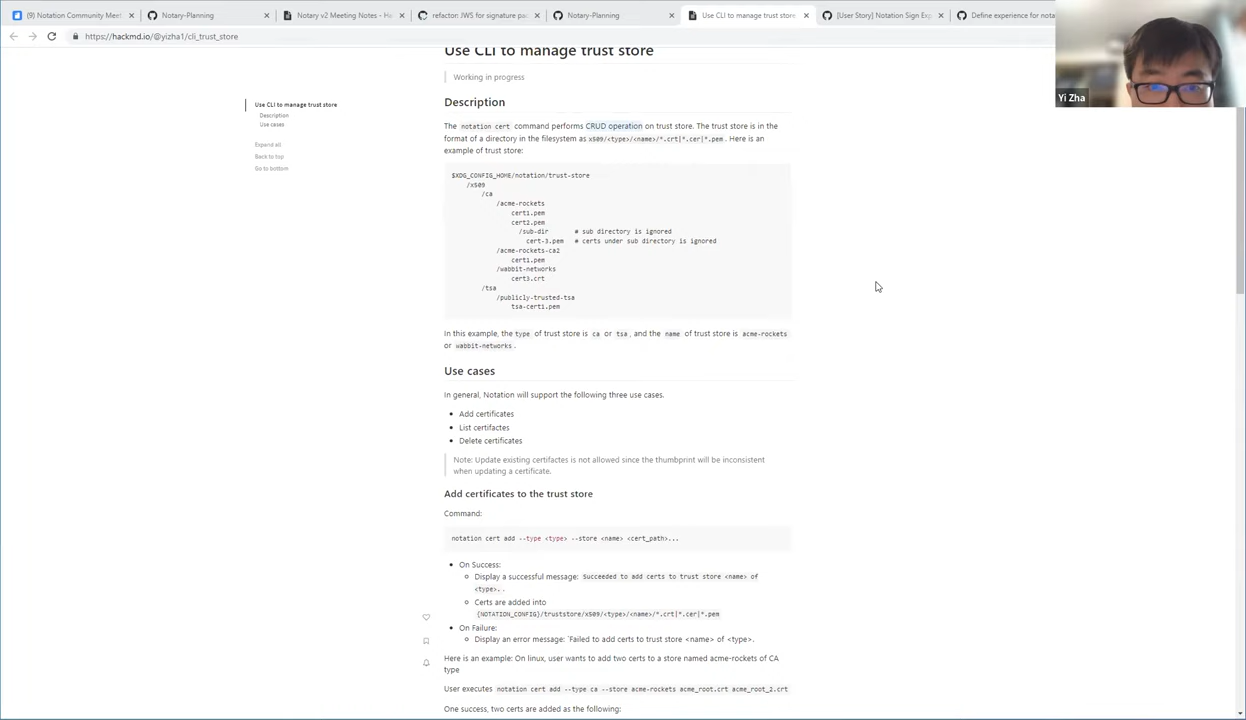 (9) Notation Community Meet
Notary-Planning
Notary v2 Meeting Notes - Ha
refactor: JWS for signature pa
Notary-Planning
Use CLI to manage trust store
[User Story] Notation Sign Exp
Define experience for nota
https://hackmd.io/@yizha1/cli_trust_store
Yi Zha
Use CLI to manage trust store
Description
Use cases
Expand all
Back to top
Go to bottom
Use CLI to manage trust store
Working in progress
Description
The notation cert command performs CRUD operation on trust store. The trust store is in the
format of a directory in the filesystem as x509/<type>/<name>/*.crt|*.cer|*.pem. Here is an
example of trust store:
$XDG_CONFIG_HOME/notation/trust-store
/x509
/ca
/acme-rockets
cert1.pem
cert2.pem
/sub-dir # sub directory is ignored
cert-3.pem # certs under sub directory is ignored
/acme-rockets-ca2
cert1.pem
/wabbit-networks
cert3.crt
/tsa
/publicly-trusted-tsa
tsa-cert1.pem
In this example, the type of trust store is ca or tsa, and the name of trust store is acme-rockets
or wabbit-networks.
Use cases
In general, Notation will support the following three use cases.
Add certificates
List certifactes
Delete certificates
Note: Update existing certifactes is not allowed since the thumbprint will be inconsistent
when updating a certificate.
Add certificates to the trust store
Command:
notation cert add --type <type> --store <name> <cert_path>...
On Success:
Display a successful message: Succeeded to add certs to trust store <name> of
<type>.
Certs are added into
{NOTATION_CONFIG}/truststore/x509/<type>/<name>/*.crt|*.cer|*.pem
On Failure:
Display an error message: `Failed to add certs to trust store <name> of <type>.
Here is an example: On linux, user wants to add two certs to a store named acme-rockets of CA
type
User executes notation cert add --type ca --store acme-rockets acme_root.crt acme_root_2.crt
One success, two certs are added as the following: